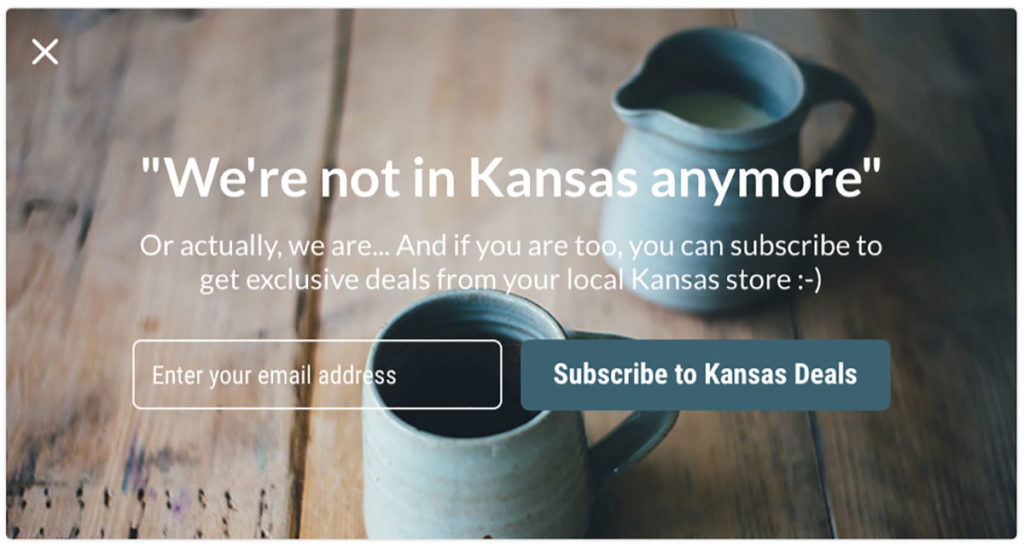 "We're not in Kansas anymore"
Or actually, we are... And if you are too, you can subscribe to
get exclusive deals from your local Kansas store :-)
Enter your email address
Subscribe to Kansas Deals